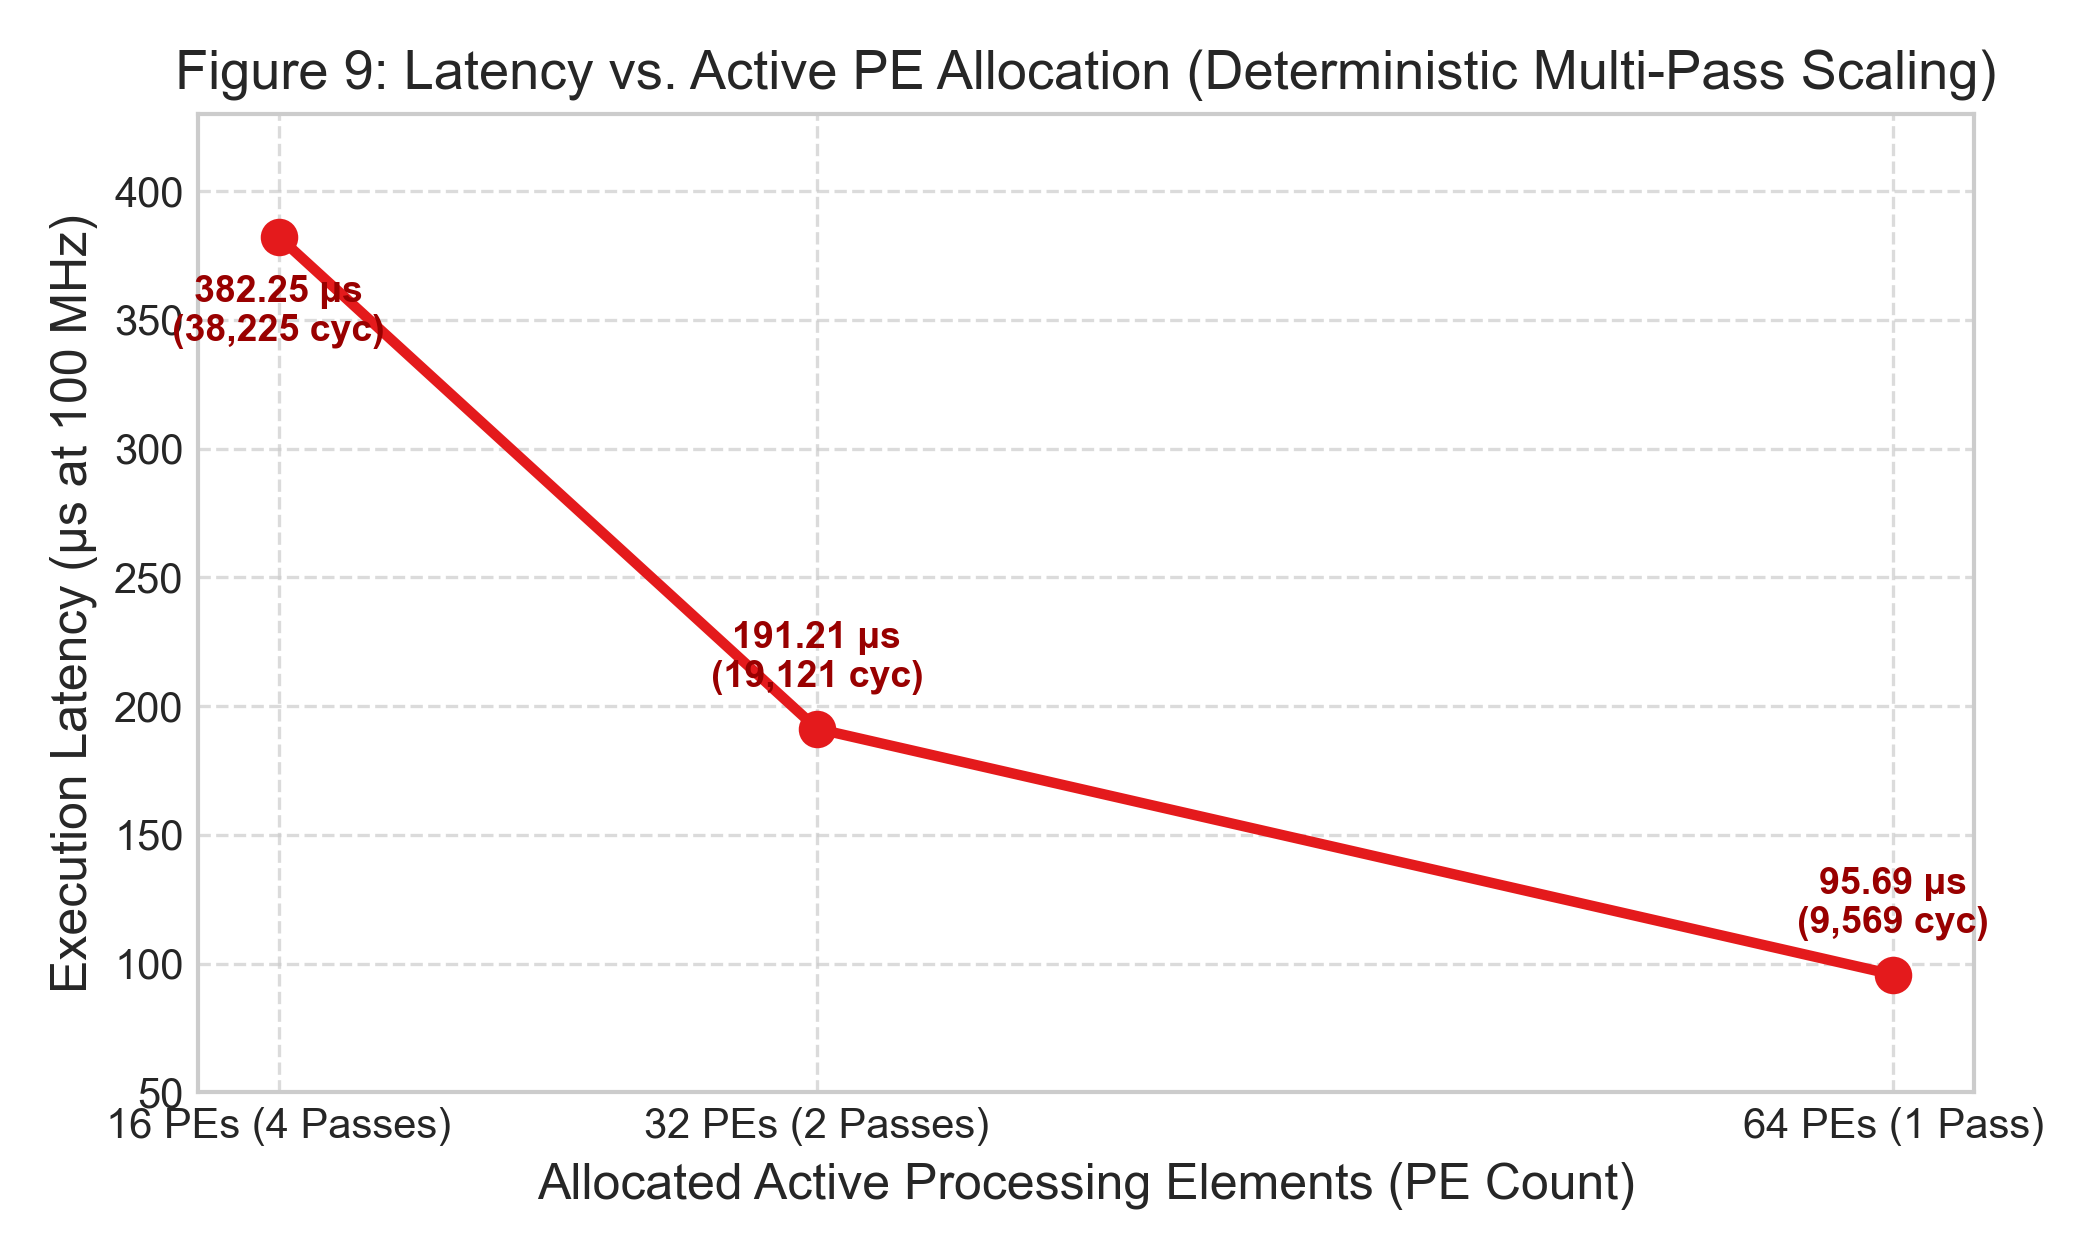 Figure 9: Latency vs. Active PE Allocation (Deterministic Multi-Pass Scaling)
Execution Latency (µs at 100 MHz)
400
350
300
250
200
150
100
50
382.25 µs
(38,225 cyc)
191.21 µs
(19,121 cyc)
95.69 µs
(9,569 cyc)
16 PEs (4 Passes)
32 PEs (2 Passes)
64 PEs (1 Pass)
Allocated Active Processing Elements (PE Count)